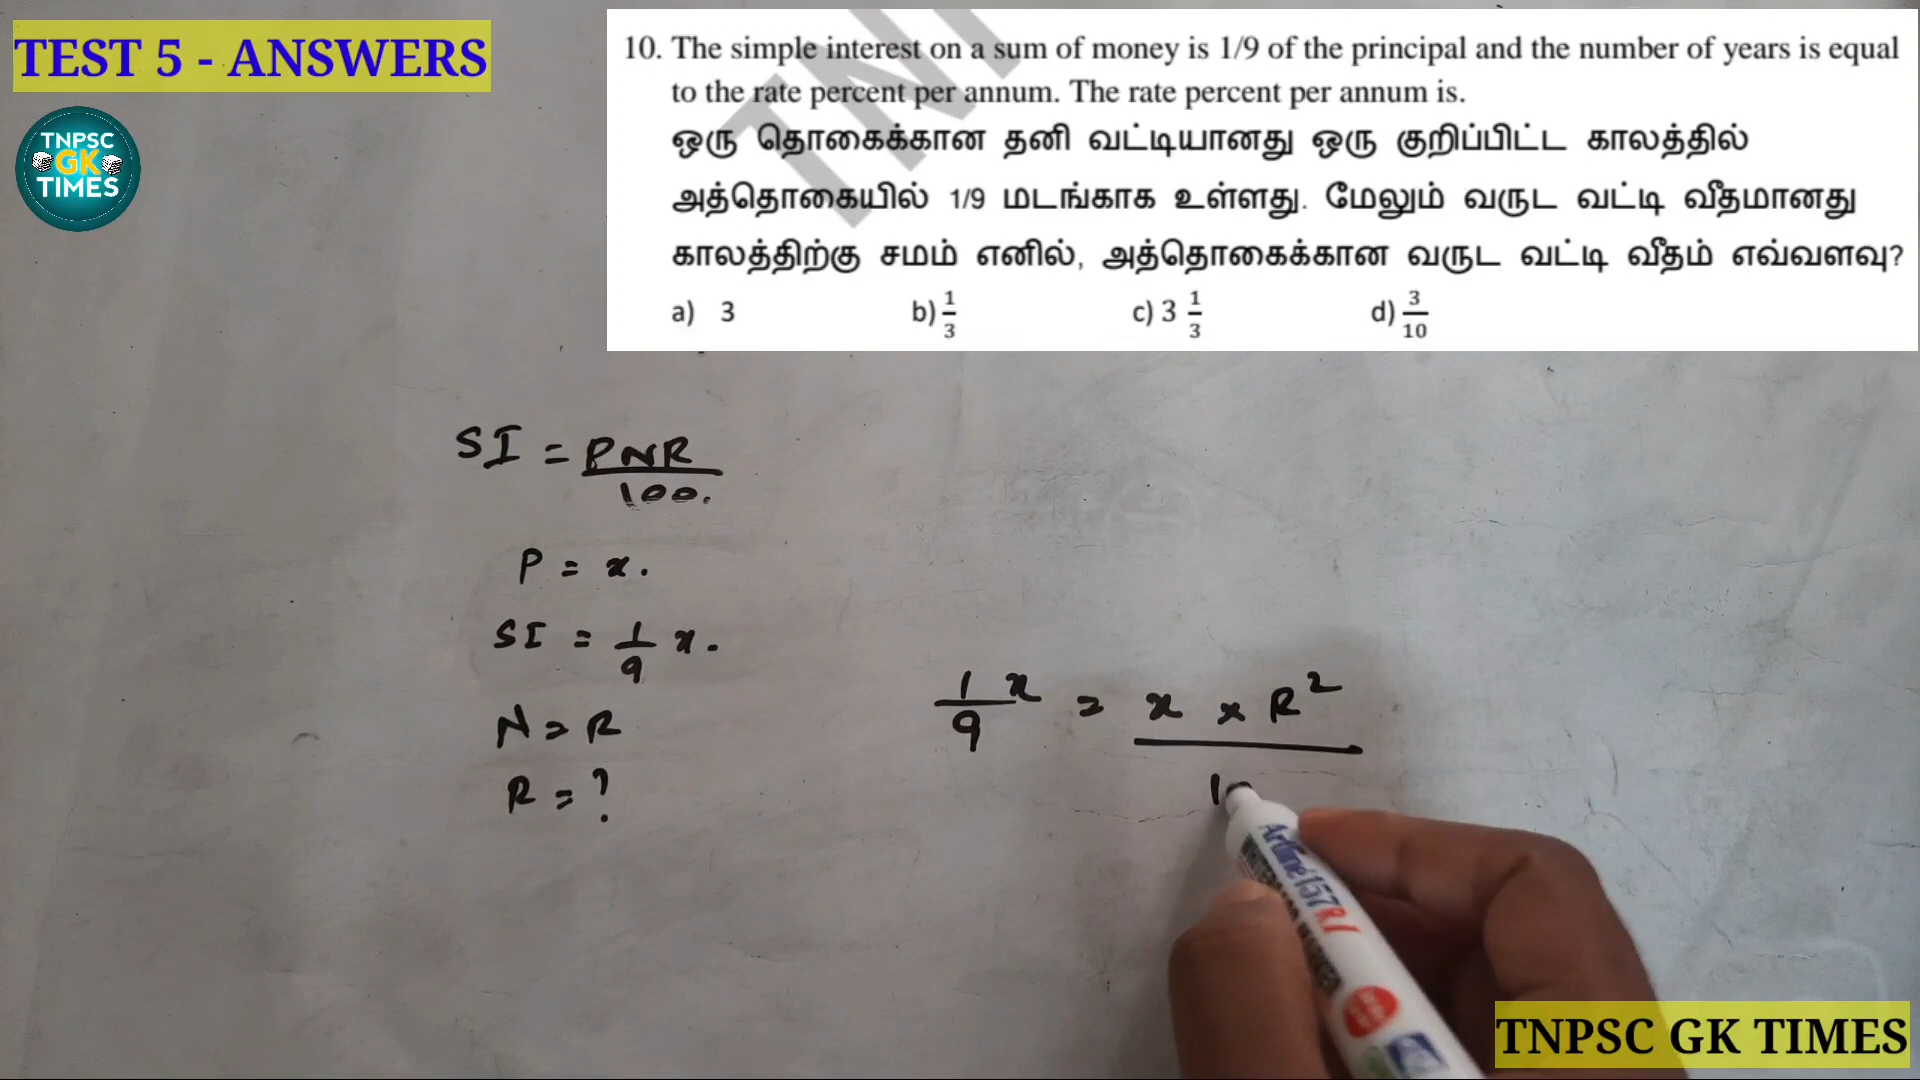 TEST 5 - ANSWERS
TNPSC
GK
TIMES
10. The simple interest on a sum of money is 1/9 of the principal and the number of years is equal
to the rate percent per annum. The rate percent per annum is.
ஒரு தொகைக்கான தனி வட்டியானது ஒரு குறிப்பிட்ட காலத்தில்
அத்தொகையில் 1/9 மடங்காக உள்ளது. மேலும் வருட வட்டி வீதமானது
காலத்திற்கு சமம் எனில், அத்தொகைக்கான வருட வட்டி வீதம் எவ்வளவு?
a) 3 b) 1/3 c) 3 1/3 d) 3/10
SI = PNR/100.
P = x.
SI = 1/9 x.
N = R
R = ?
1/9 x = x × R²
10
Artline 157R
TNPSC GK TIMES